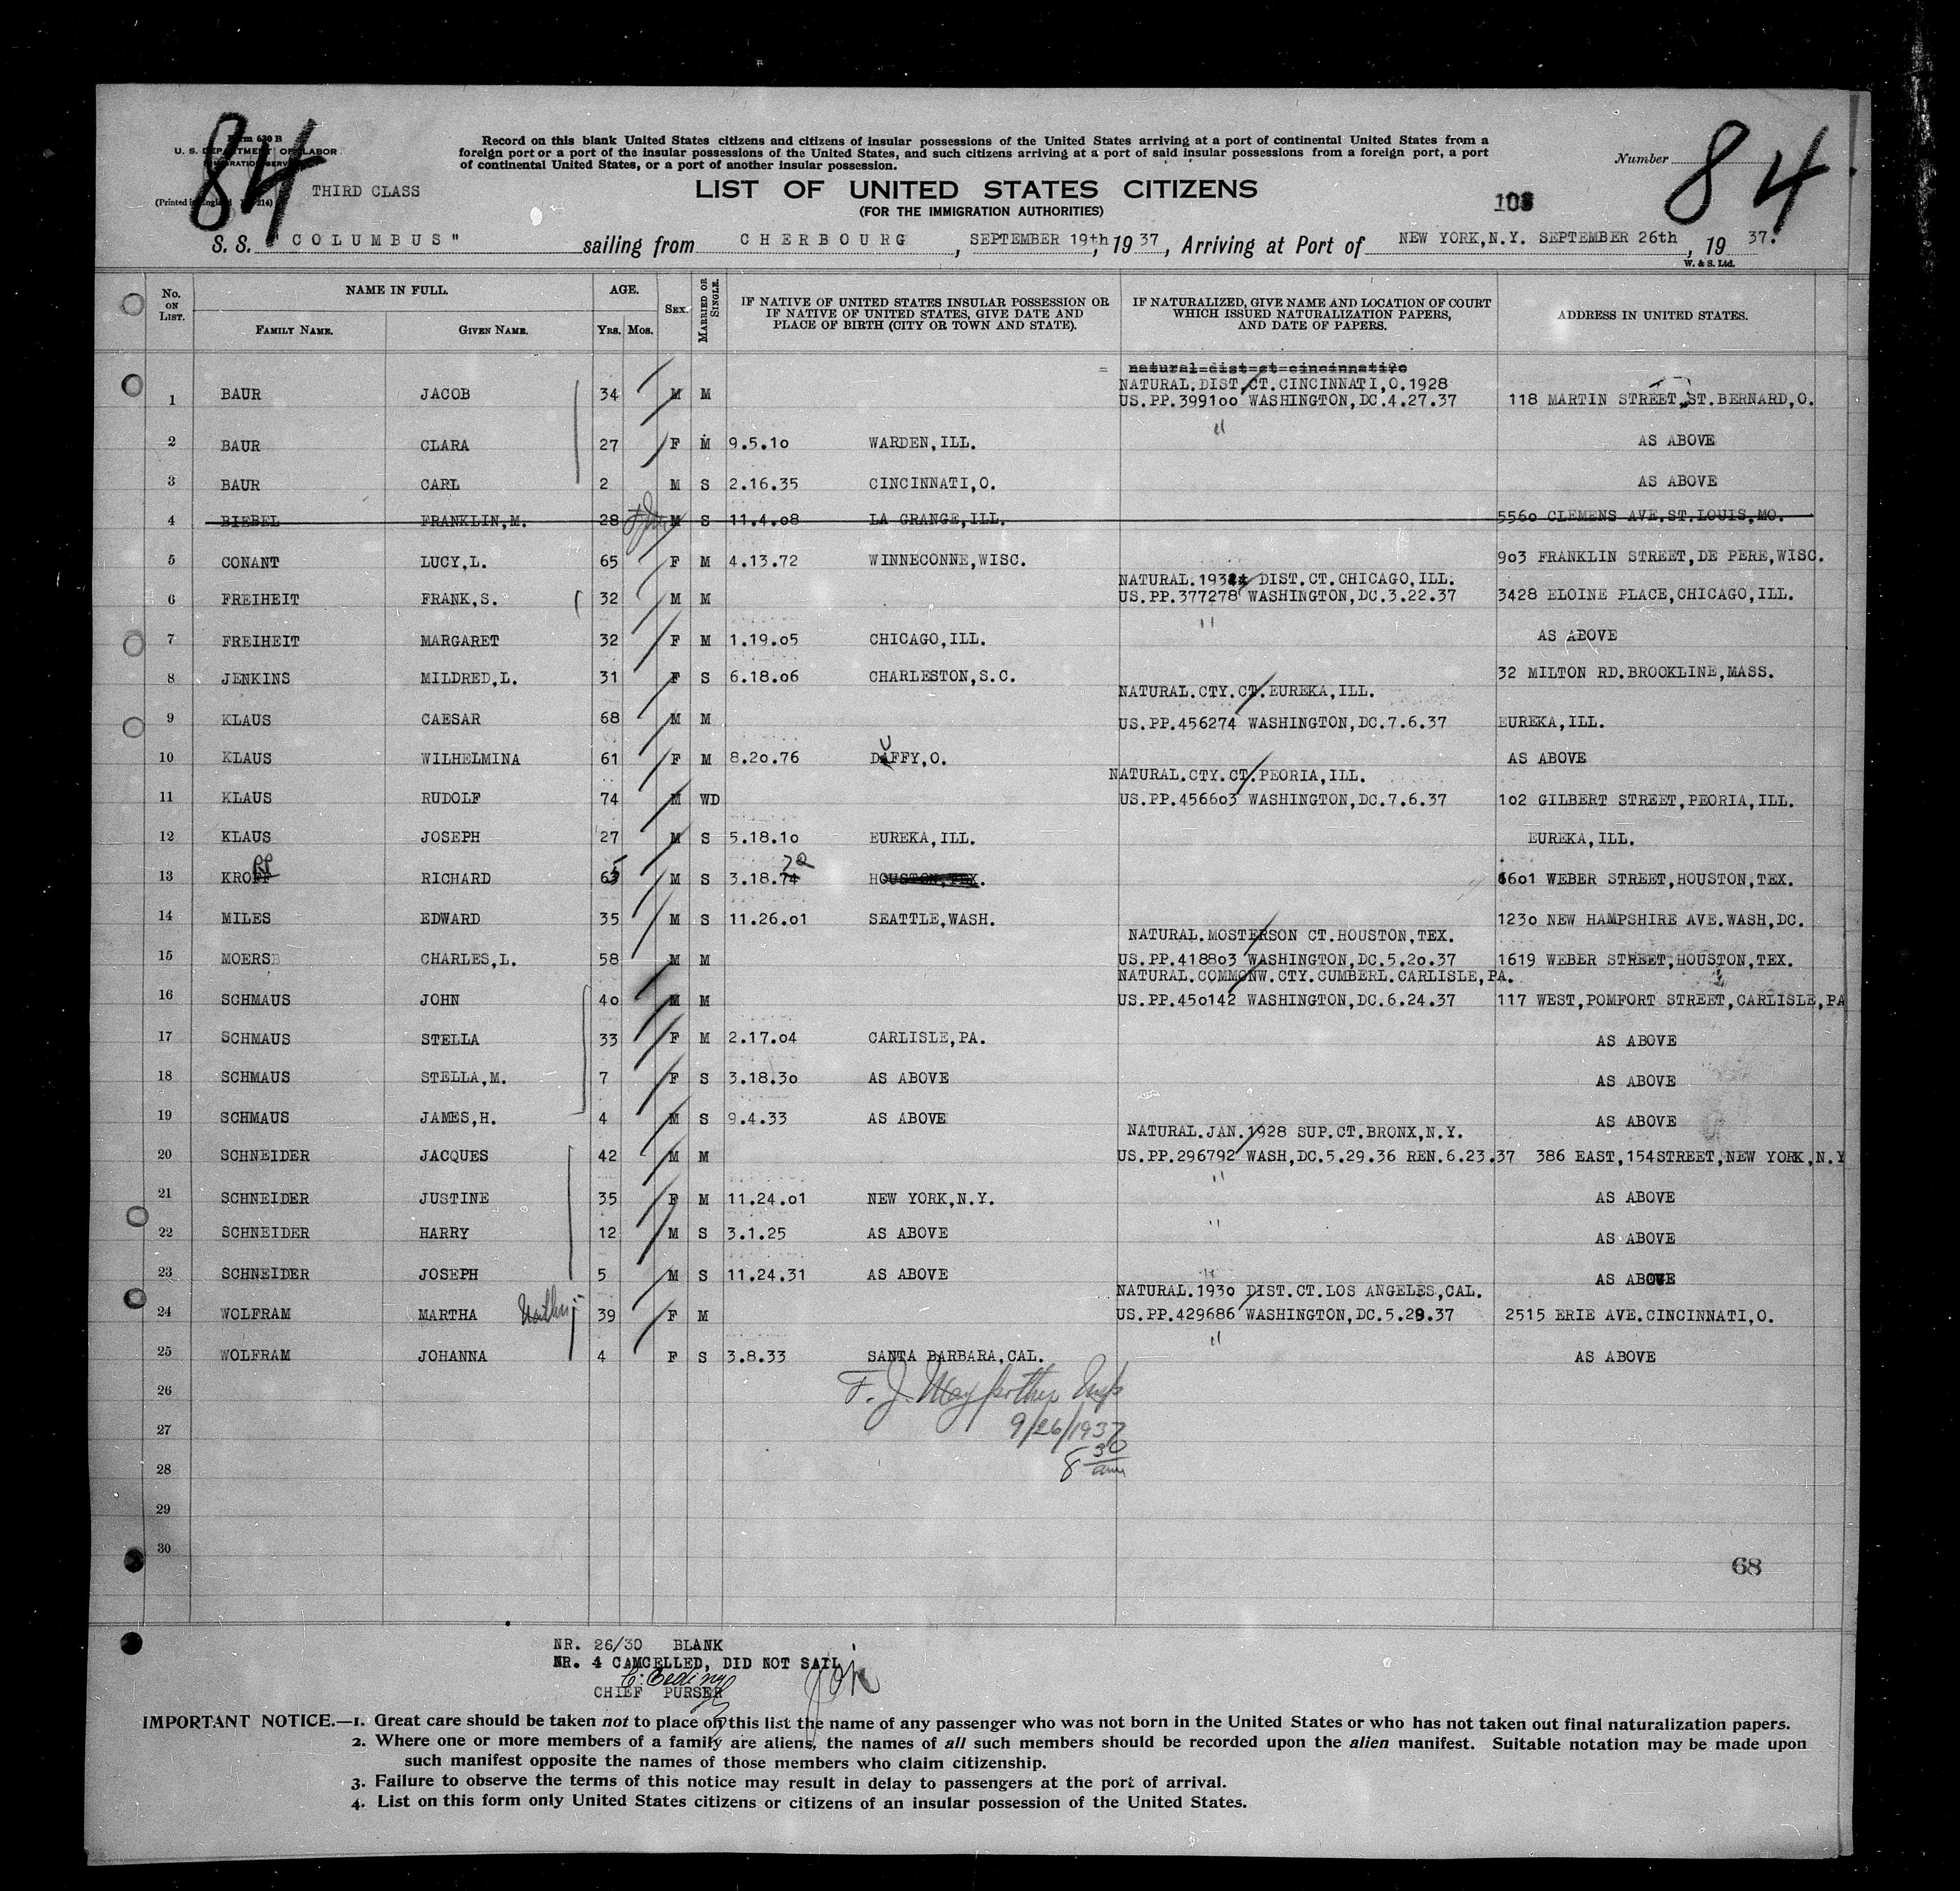 84
Form 630 B
U. S. DEPARTMENT OF LABOR
IMMIGRATION SERVICE
THIRD CLASS
Record on this blank United States citizens and citizens of insular possessions of the United States arriving at a port of continental United States from a
foreign port or a port of the insular possessions of the United States, and such citizens arriving at a port of said insular possessions from a foreign port, a port
of continental United States, or a port of another insular possession.
Number 84
LIST OF UNITED STATES CITIZENS
(FOR THE IMMIGRATION AUTHORITIES)
S. S. "COLUMBUS" sailing from CHERBOURG, SEPTEMBER 19th, 1937, Arriving at Port of NEW YORK,N.Y. SEPTEMBER 26th, 1937.
W. & S. Ltd.
No. ON LIST. NAME IN FULL. FAMILY NAME. GIVEN NAME. AGE. YRS. MOS. SEX. MARRIED OR SINGLE. IF NATIVE OF UNITED STATES INSULAR POSSESSION OR IF NATIVE OF UNITED STATES, GIVE DATE AND PLACE OF BIRTH (CITY OR TOWN AND STATE). IF NATURALIZED, GIVE NAME AND LOCATION OF COURT WHICH ISSUED NATURALIZATION PAPERS, AND DATE OF PAPERS. ADDRESS IN UNITED STATES.
NATURAL.DIST.CT.CINCINNATI,O.1928
1 BAUR JACOB 34 M M US.PP.399100 WASHINGTON,DC.4.27.37 118 MARTIN STREET,ST.BERNARD,O.
2 BAUR CLARA 27 F M 9.5.10 WARDEN,ILL. " AS ABOVE
3 BAUR CARL 2 M S 2.16.35 CINCINNATI,O. AS ABOVE
4 BIEBEL FRANKLIN,M. 28 M S 11.4.08 LA GRANGE,ILL. 5560 CLEMENS AVE.ST.LOUIS,MO.
5 CONANT LUCY,L. 65 F M 4.13.72 WINNECONNE,WISC. 903 FRANKLIN STREET,DE PERE,WISC.
NATURAL.193 DIST.CT.CHICAGO,ILL.
6 FREIHEIT FRANK,S. 32 M M US.PP.377278 WASHINGTON,DC.3.22.37 3428 ELOINE PLACE,CHICAGO,ILL.
7 FREIHEIT MARGARET 32 F M 1.19.05 CHICAGO,ILL. " AS ABOVE
8 JENKINS MILDRED,L. 31 F S 6.18.06 CHARLESTON,S.C. 32 MILTON RD.BROOKLINE,MASS.
NATURAL.CTY.CT.EUREKA,ILL.
9 KLAUS CAESAR 68 M M US.PP.456274 WASHINGTON,DC.7.6.37 EUREKA,ILL.
10 KLAUS WILHELMINA 61 F M 8.20.76 DUFFY,O. AS ABOVE
NATURAL.CTY.CT.PEORIA,ILL.
11 KLAUS RUDOLF 74 M WD US.PP.456603 WASHINGTON,DC.7.6.37 102 GILBERT STREET,PEORIA,ILL.
12 KLAUS JOSEPH 27 M S 5.18.10 EUREKA,ILL. EUREKA,ILL.
13 KROFF RICHARD 65 M S 3.18.72 HOUSTON,TEX. 6601 WEBER STREET,HOUSTON,TEX.
14 MILES EDWARD 35 M S 11.26.01 SEATTLE,WASH. 1230 NEW HAMPSHIRE AVE.WASH,DC.
NATURAL.MOSTERSON CT.HOUSTON,TEX.
15 MOERS CHARLES,L. 58 M M US.PP.418803 WASHINGTON,DC.5.20.37 1619 WEBER STREET,HOUSTON,TEX.
NATURAL.COMMONW.CTY.CUMBERL.CARLISLE,PA.
16 SCHMAUS JOHN 40 M M US.PP.450142 WASHINGTON,DC.6.24.37 117 WEST,POMFORT STREET,CARLISLE,PA
17 SCHMAUS STELLA 33 F M 2.17.04 CARLISLE,PA. AS ABOVE
18 SCHMAUS STELLA,M. 7 F S 3.18.30 AS ABOVE AS ABOVE
19 SCHMAUS JAMES,H. 4 M S 9.4.33 AS ABOVE AS ABOVE
NATURAL.JAN.1928 SUP.CT.BRONX,N.Y.
20 SCHNEIDER JACQUES 42 M M US.PP.296792 WASH,DC.5.29.36 REN.6.23.37 386 EAST,154STREET,NEW YORK,N.Y
21 SCHNEIDER JUSTINE 35 F M 11.24.01 NEW YORK,N.Y. " AS ABOVE
22 SCHNEIDER HARRY 12 M S 3.1.25 AS ABOVE " AS ABOVE
23 SCHNEIDER JOSEPH 5 M S 11.24.31 AS ABOVE " AS ABOVE
NATURAL.1930 DIST.CT.LOS ANGELES,CAL.
24 WOLFRAM MARTHA 39 F M US.PP.429686 WASHINGTON,DC.5.28.37 2515 ERIE AVE.CINCINNATI,O.
25 WOLFRAM JOHANNA 4 F S 3.8.33 SANTA BARBARA,CAL. " AS ABOVE
26
27 9/26/1937
28 8 30 am
29
30
68
NR. 26/30 BLANK
NR. 4 CAMCELLED, DID NOT SAIL
CHIEF PURSER
IMPORTANT NOTICE.—1. Great care should be taken not to place on this list the name of any passenger who was not born in the United States or who has not taken out final naturalization papers.
2. Where one or more members of a family are aliens, the names of all such members should be recorded upon the alien manifest. Suitable notation may be made upon
such manifest opposite the names of those members who claim citizenship.
3. Failure to observe the terms of this notice may result in delay to passengers at the port of arrival.
4. List on this form only United States citizens or citizens of an insular possession of the United States.